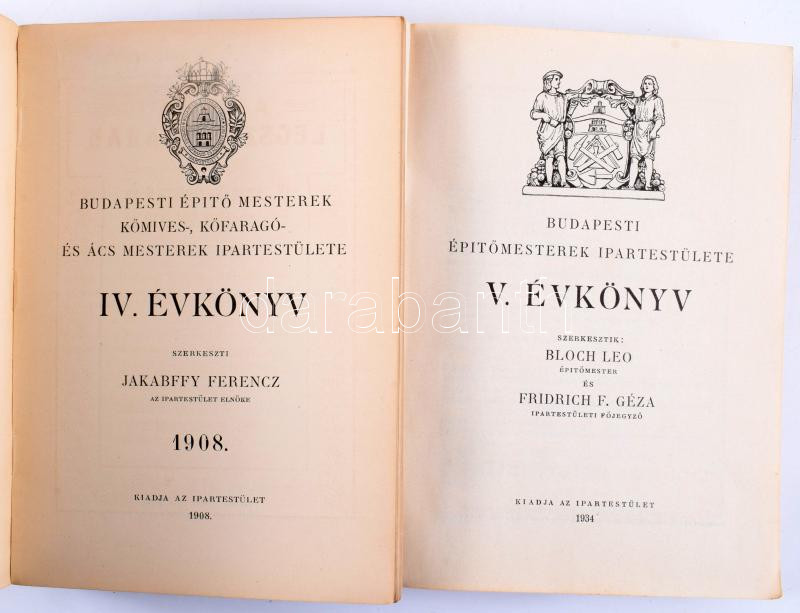 BUDAPESTI ÉPITŐ MESTEREK
KŐMIVES-, KŐFARAGÓ-
ÉS ÁCS MESTEREK IPARTESTÜLETE
IV. ÉVKÖNYV
SZERKESZTI
JAKABFFY FERENCZ
AZ IPARTESTÜLET ELNÖKE
1908.
KIADJA AZ IPARTESTÜLET
1908.
BUDAPESTI
ÉPITŐMESTEREK IPARTESTÜLETE
V. ÉVKÖNYV
SZERKESZTIK:
BLOCH LEO
ÉPITŐMESTER
ÉS
FRIDRICH F. GÉZA
IPARTESTÜLETI FŐJEGYZŐ
KIADJA AZ IPARTESTÜLET
1934
darabanth